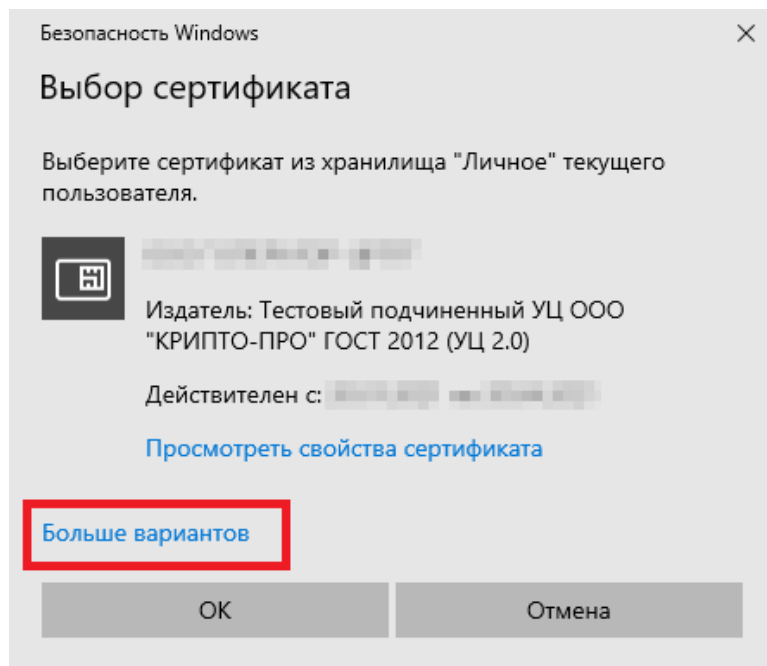 Безопасность Windows
Выбор сертификата
Выберите сертификат из хранилища "Личное" текущего
пользователя.
Издатель: Тестовый подчиненный УЦ ООО
"КРИПТО-ПРО" ГОСТ 2012 (УЦ 2.0)
Действителен с:
Просмотреть свойства сертификата
Больше вариантов
ОК
Отмена